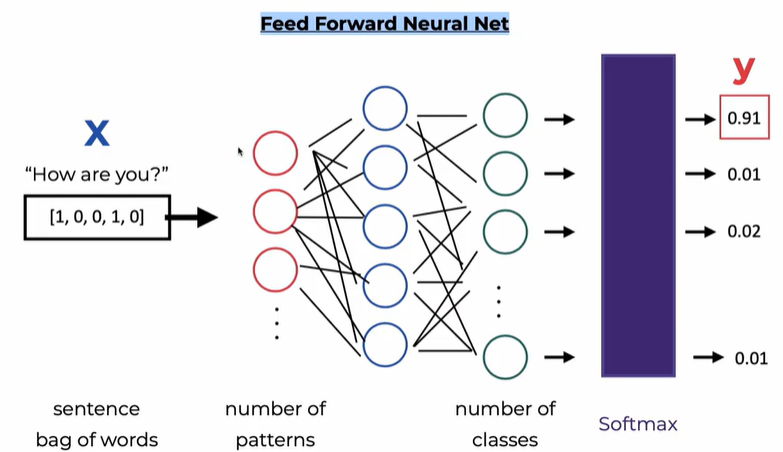 Feed Forward Neural Net
X
"How are you?"
[1, 0, 0, 1, 0]
y
0.91
0.01
0.02
0.01
sentence
bag of words
number of
patterns
number of
classes
Softmax